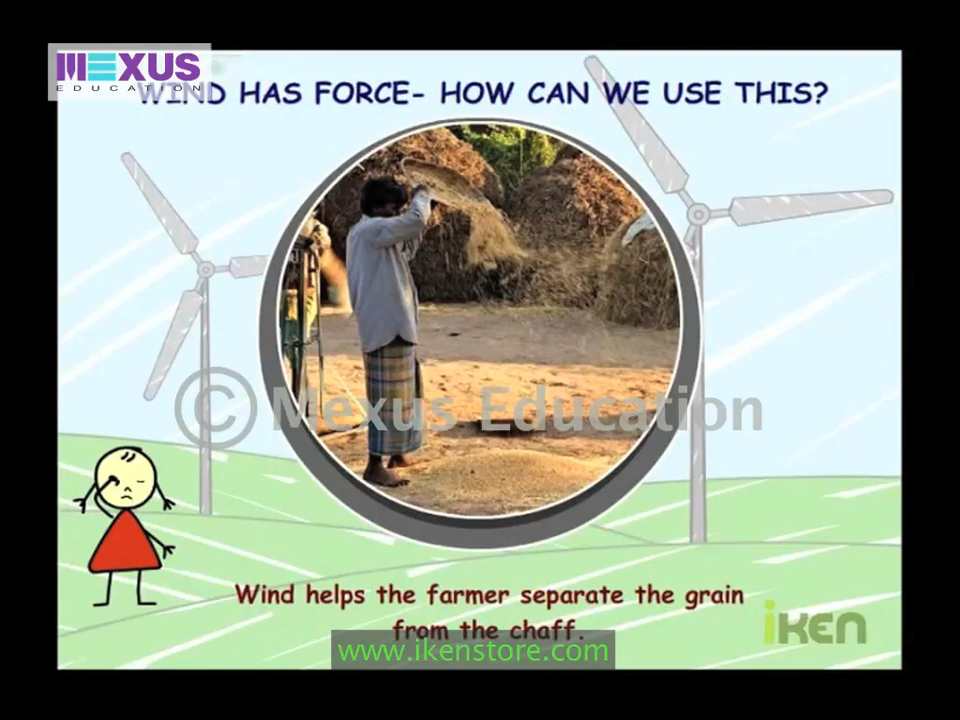 MEXUS
EDUCATION
WIND HAS FORCE- HOW CAN WE USE THIS?
© Mexus Education
Wind helps the farmer separate the grain
from the chaff.
iKEN
www.ikenstore.com